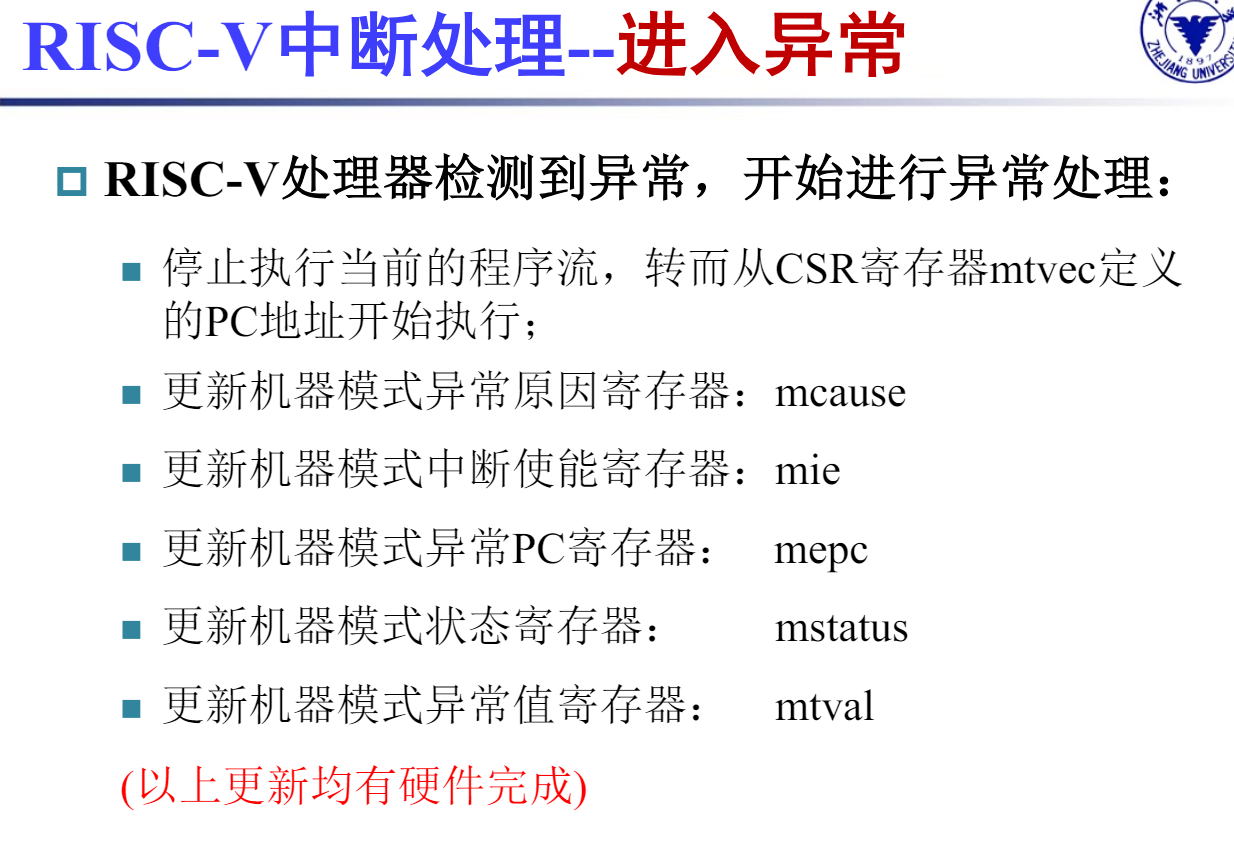 RISC-V中断处理--进入异常
ZHEJIANG UNIVERSITY
1897
RISC-V处理器检测到异常，开始进行异常处理：
停止执行当前的程序流，转而从CSR寄存器mtvec定义
的PC地址开始执行；
更新机器模式异常原因寄存器：mcause
更新机器模式中断使能寄存器：mie
更新机器模式异常PC寄存器： mepc
更新机器模式状态寄存器： mstatus
更新机器模式异常值寄存器： mtval
(以上更新均有硬件完成)